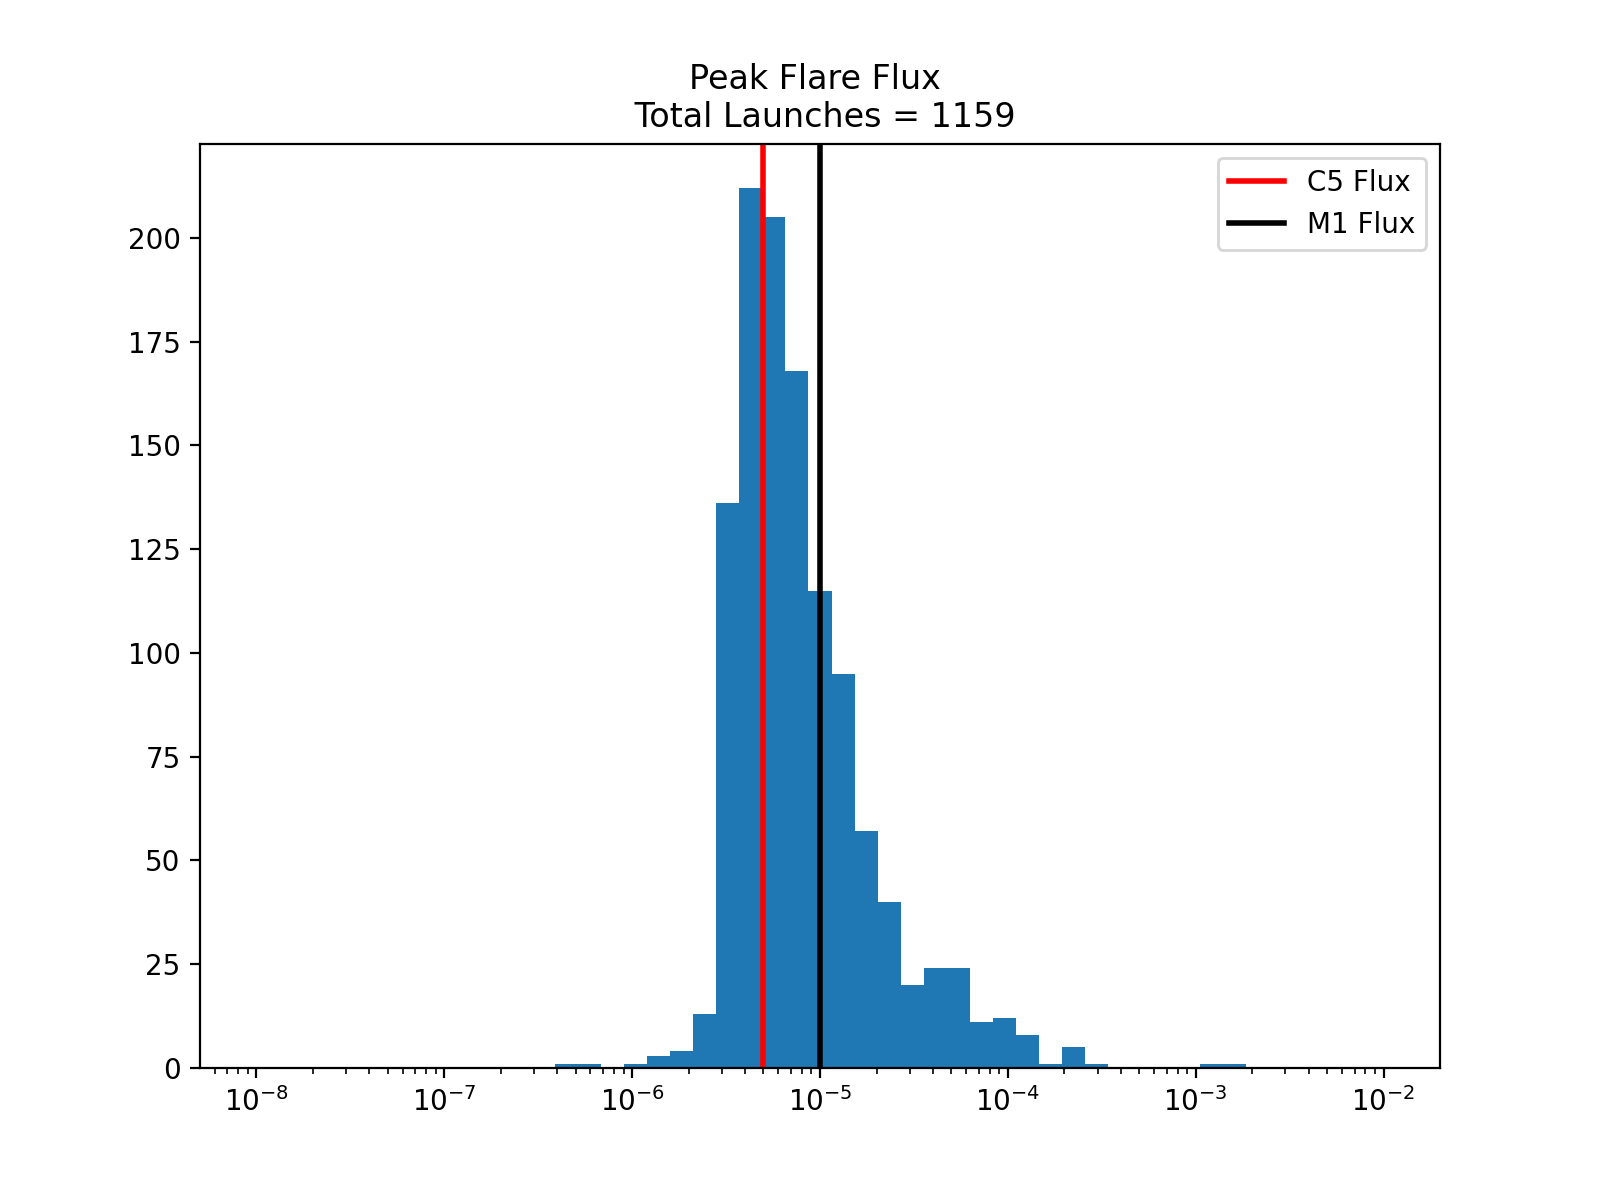 Peak Flare Flux
Total Launches = 1159
C5 Flux
M1 Flux
200
175
150
125
100
75
50
25
0
10⁻⁸ 10⁻⁷ 10⁻⁶ 10⁻⁵ 10⁻⁴ 10⁻³ 10⁻²